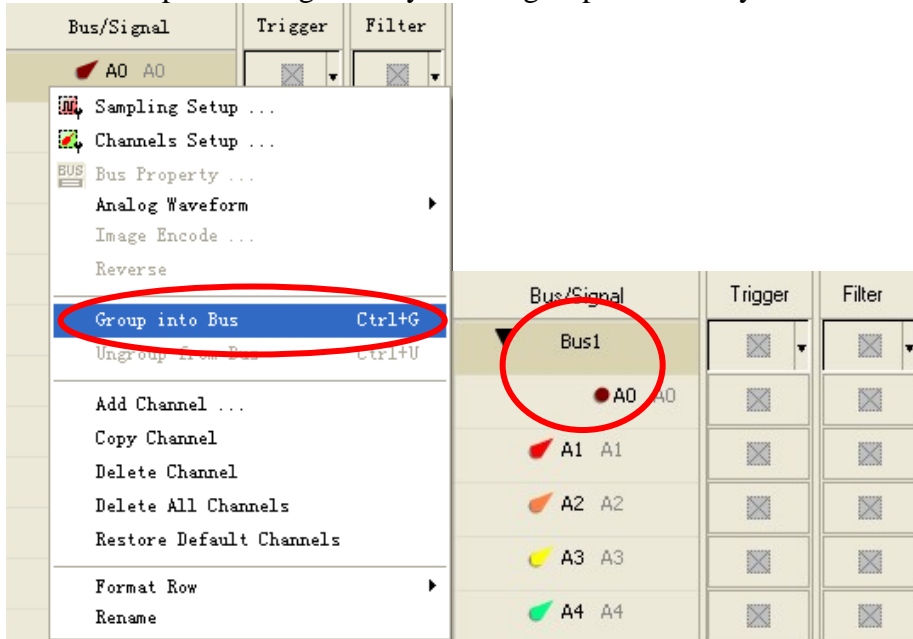 Bus/Signal Trigger Filter
A0 A0
Sampling Setup ...
Channels Setup ...
BUS Bus Property ...
Analog Waveform
Image Encode ...
Reverse
Group into Bus Ctrl+G
Ungroup from Bus Ctrl+U
Add Channel ...
Copy Channel
Delete Channel
Delete All Channels
Restore Default Channels
Format Row
Rename
Bus/Signal Trigger Filter
Bus1
A0 A0
A1 A1
A2 A2
A3 A3
A4 A4